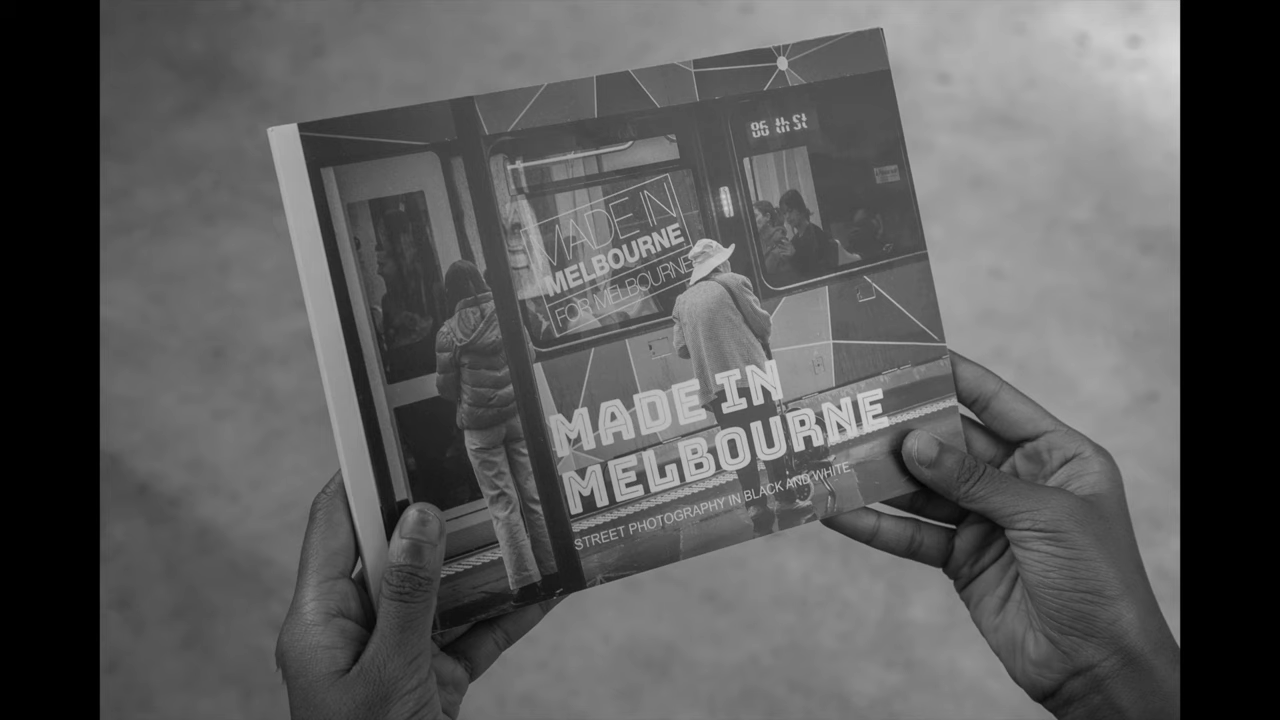 86 th St
MADE IN
MELBOURNE
FOR MELBOURNE
MADE IN
MELBOURNE
STREET PHOTOGRAPHY IN BLACK AND WHITE